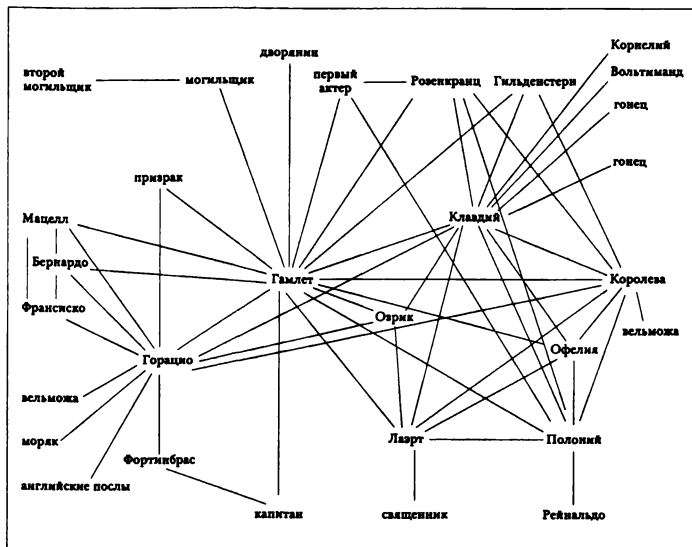 Корнелий
дворянин
второй
могильщик
могильщик
первый
актер
Розенкранц
Гильденстерн
Вольтиманд
гонец
гонец
призрак
Мацелл
Клавдий
Бернардо
Гамлет
Королева
Франсиско
Озрик
вельможа
Горацио
Офелия
вельможа
моряк
Лаэрт
Полоний
Фортинбрас
английские послы
капитан
священник
Рейнальдо